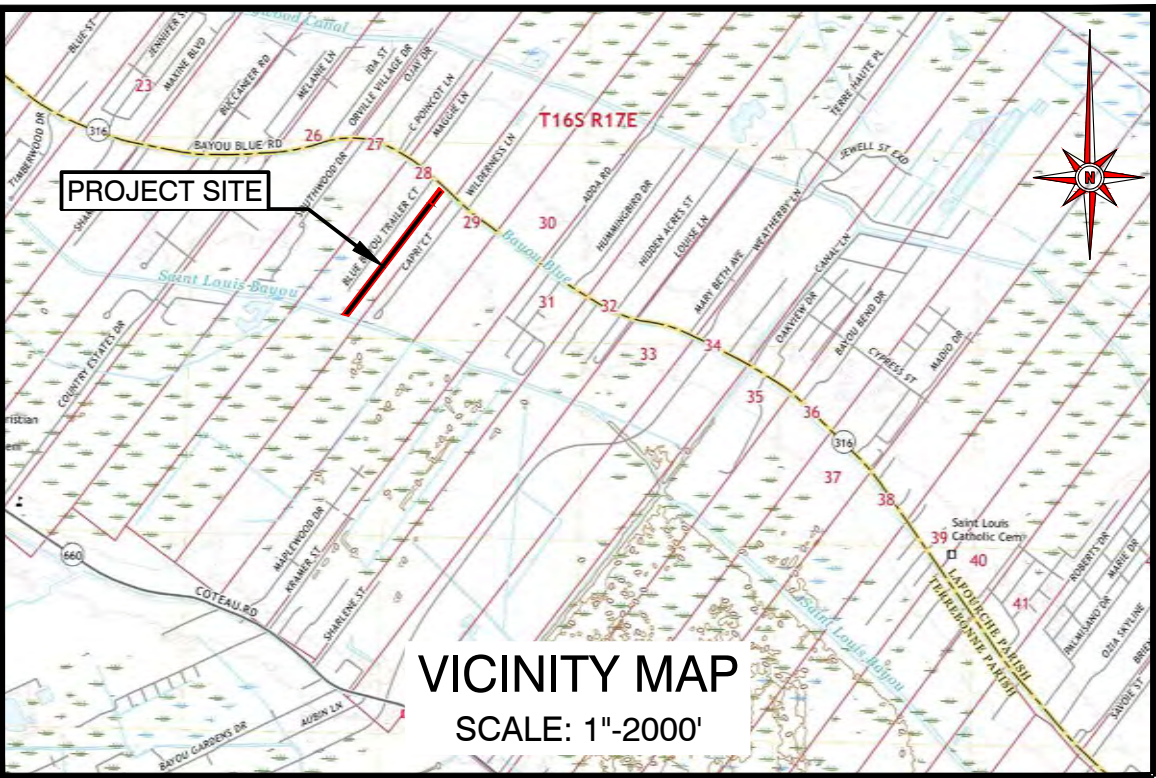 BLUE ST
JENNIFER S
MAXINE BLVD
23
BUCCANEER RD
MELANIE LN
IDA ST
ORVILLE VILLAGE DR
OJAY DR
C POINCOT LN
MAGGIE LN
Canal
T16S R17E
TERRE HAUTE PL
JEWELL ST EXD
N
TIMBERWOOD DR
316
BAYOU BLUE RD
26
27
28
WILDERNESS LN
PROJECT SITE
SOUTHWOOD DR
BLUE BAYOU TRAILER CT
CAPRI CT
29
30
ADDA RD
HUMMINGBIRD DR
HIDDEN ACRES ST
LOUISE LN
MARY BETH AVE
WEATHERBY LN
CANAL LN
Bayou Blue
Saint Louis Bayou
31
32
33
34
OAKVIEW DR
BAYOU BEND DR
CYPRESS ST
MADIO DR
COUNTRY ESTATES DR
35
36
316
37
38
ristian
em
39
Saint Louis
Catholic Cem
40
41
ROBERTS DR
MARIE DR
PALMISANO DR
OZIA SKYLINE
BRIEN
SAVOIE ST
LAFOURCHE PARISH
TERREBONNE PARISH
Saint Louis Bayou
660
COTEAU RD
MAPLEWOOD DR
KRAMER ST
SHARLENE ST
AUBIN LN
BAYOU GARDENS DR
VICINITY MAP
SCALE: 1"-2000'